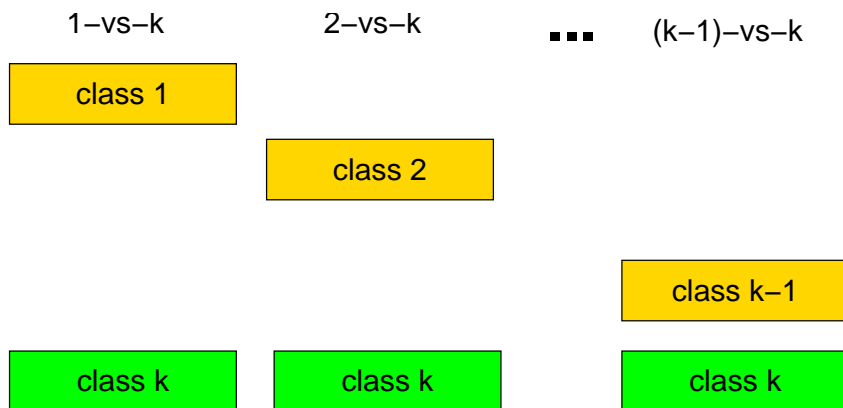 1−vs−k 2−vs−k ... (k−1)−vs−k
class 1
class 2
class k−1
class k class k class k